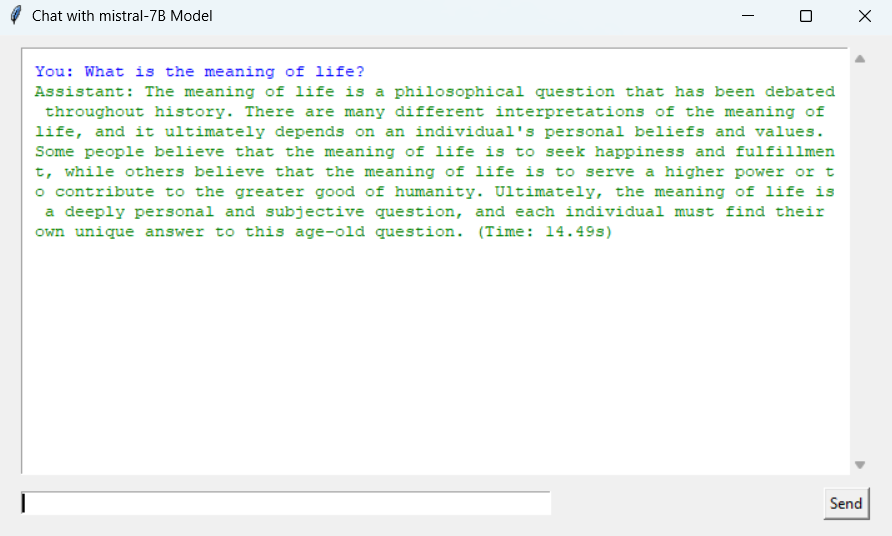 Chat with mistral-7B Model
You: What is the meaning of life?
Assistant: The meaning of life is a philosophical question that has been debated
throughout history. There are many different interpretations of the meaning of
life, and it ultimately depends on an individual's personal beliefs and values.
Some people believe that the meaning of life is to seek happiness and fulfillmen
t, while others believe that the meaning of life is to serve a higher power or t
o contribute to the greater good of humanity. Ultimately, the meaning of life is
a deeply personal and subjective question, and each individual must find their
own unique answer to this age-old question. (Time: 14.49s)
Send